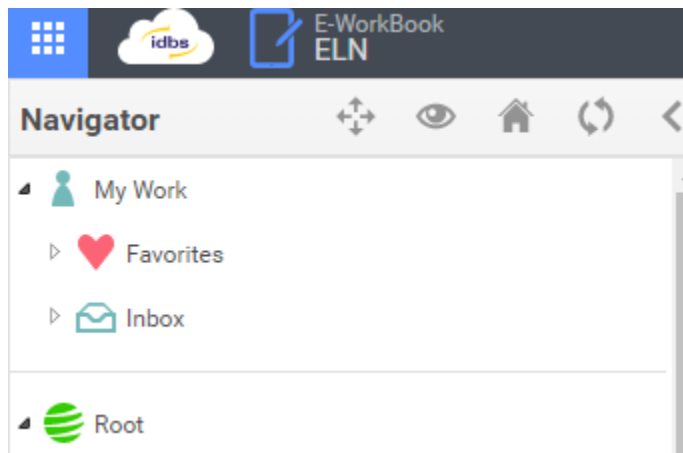 idbs
E-WorkBook
ELN
Navigator
My Work
Favorites
Inbox
Root